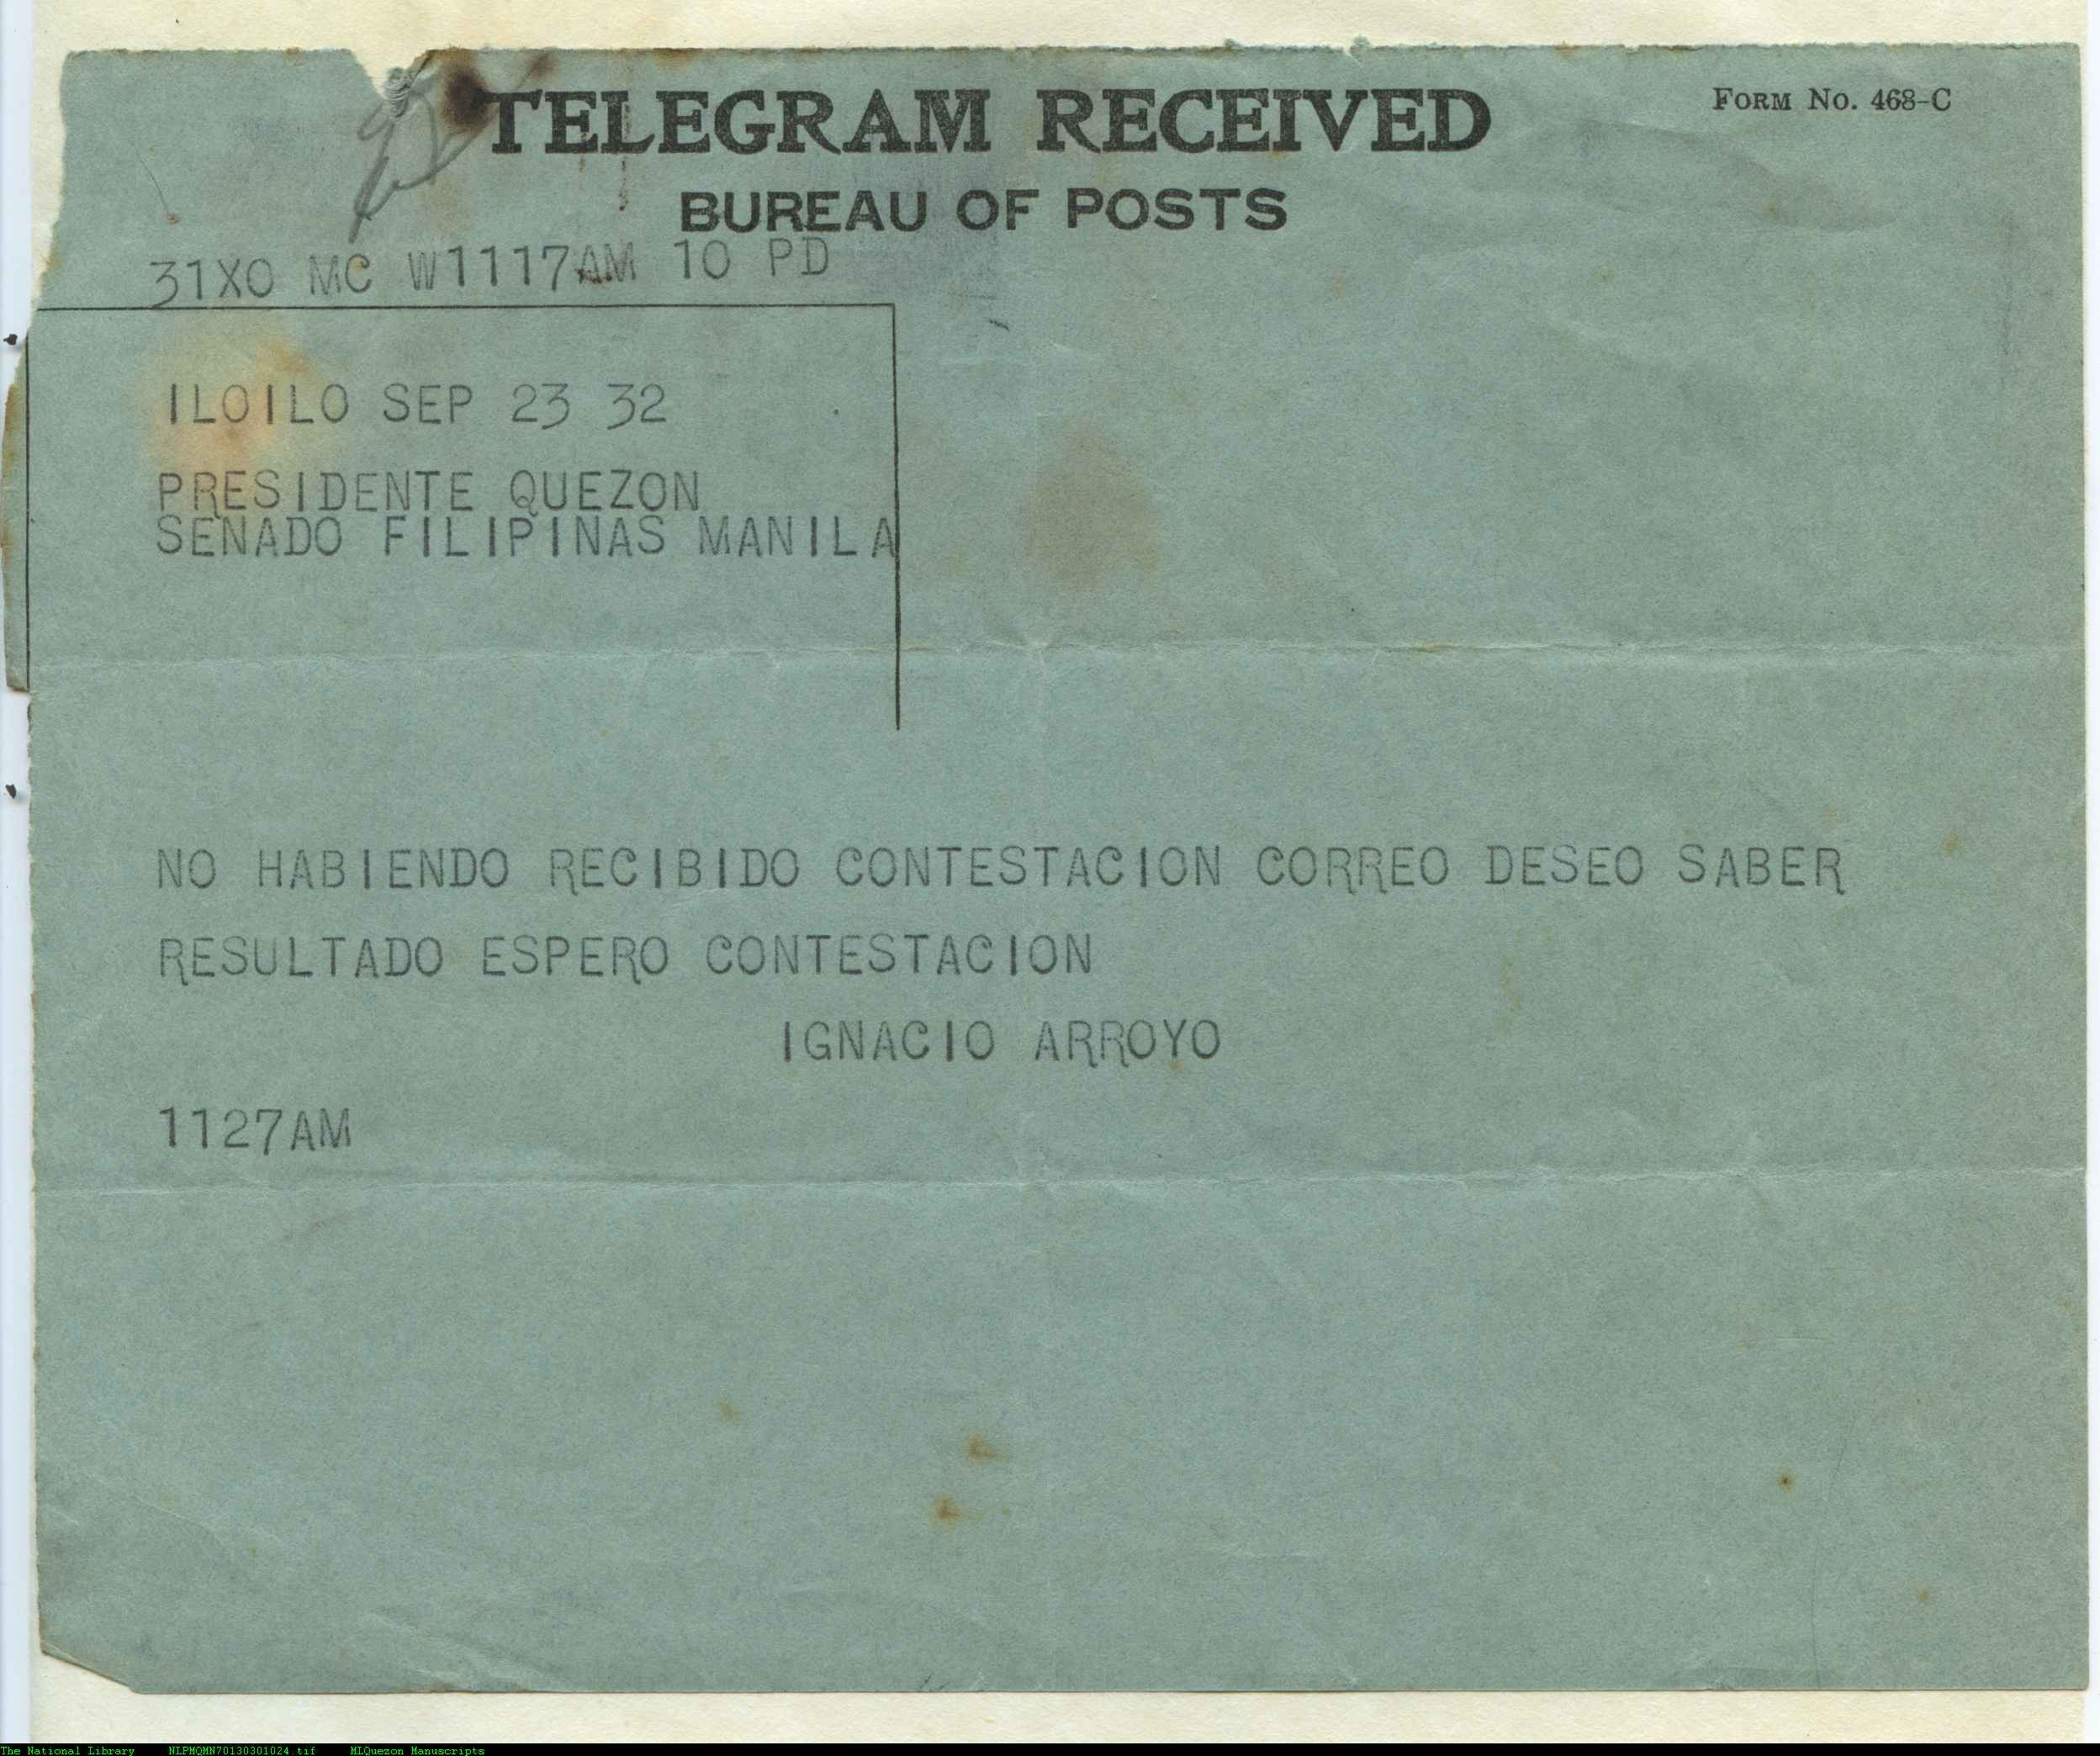 TELEGRAM RECEIVED
FORM NO. 468-C
BUREAU OF POSTS
31XO MC W1117AM 10 PD
ILOILO SEP 23 32
PRESIDENTE QUEZON
SENADO FILIPINAS MANILA
NO HABIENDO RECIBIDO CONTESTACION CORREO DESEO SABER
RESULTADO ESPERO CONTESTACION
IGNACIO ARROYO
1127AM
The National Library NLPMQMN70130301024.tif MLQuezon Manuscripts